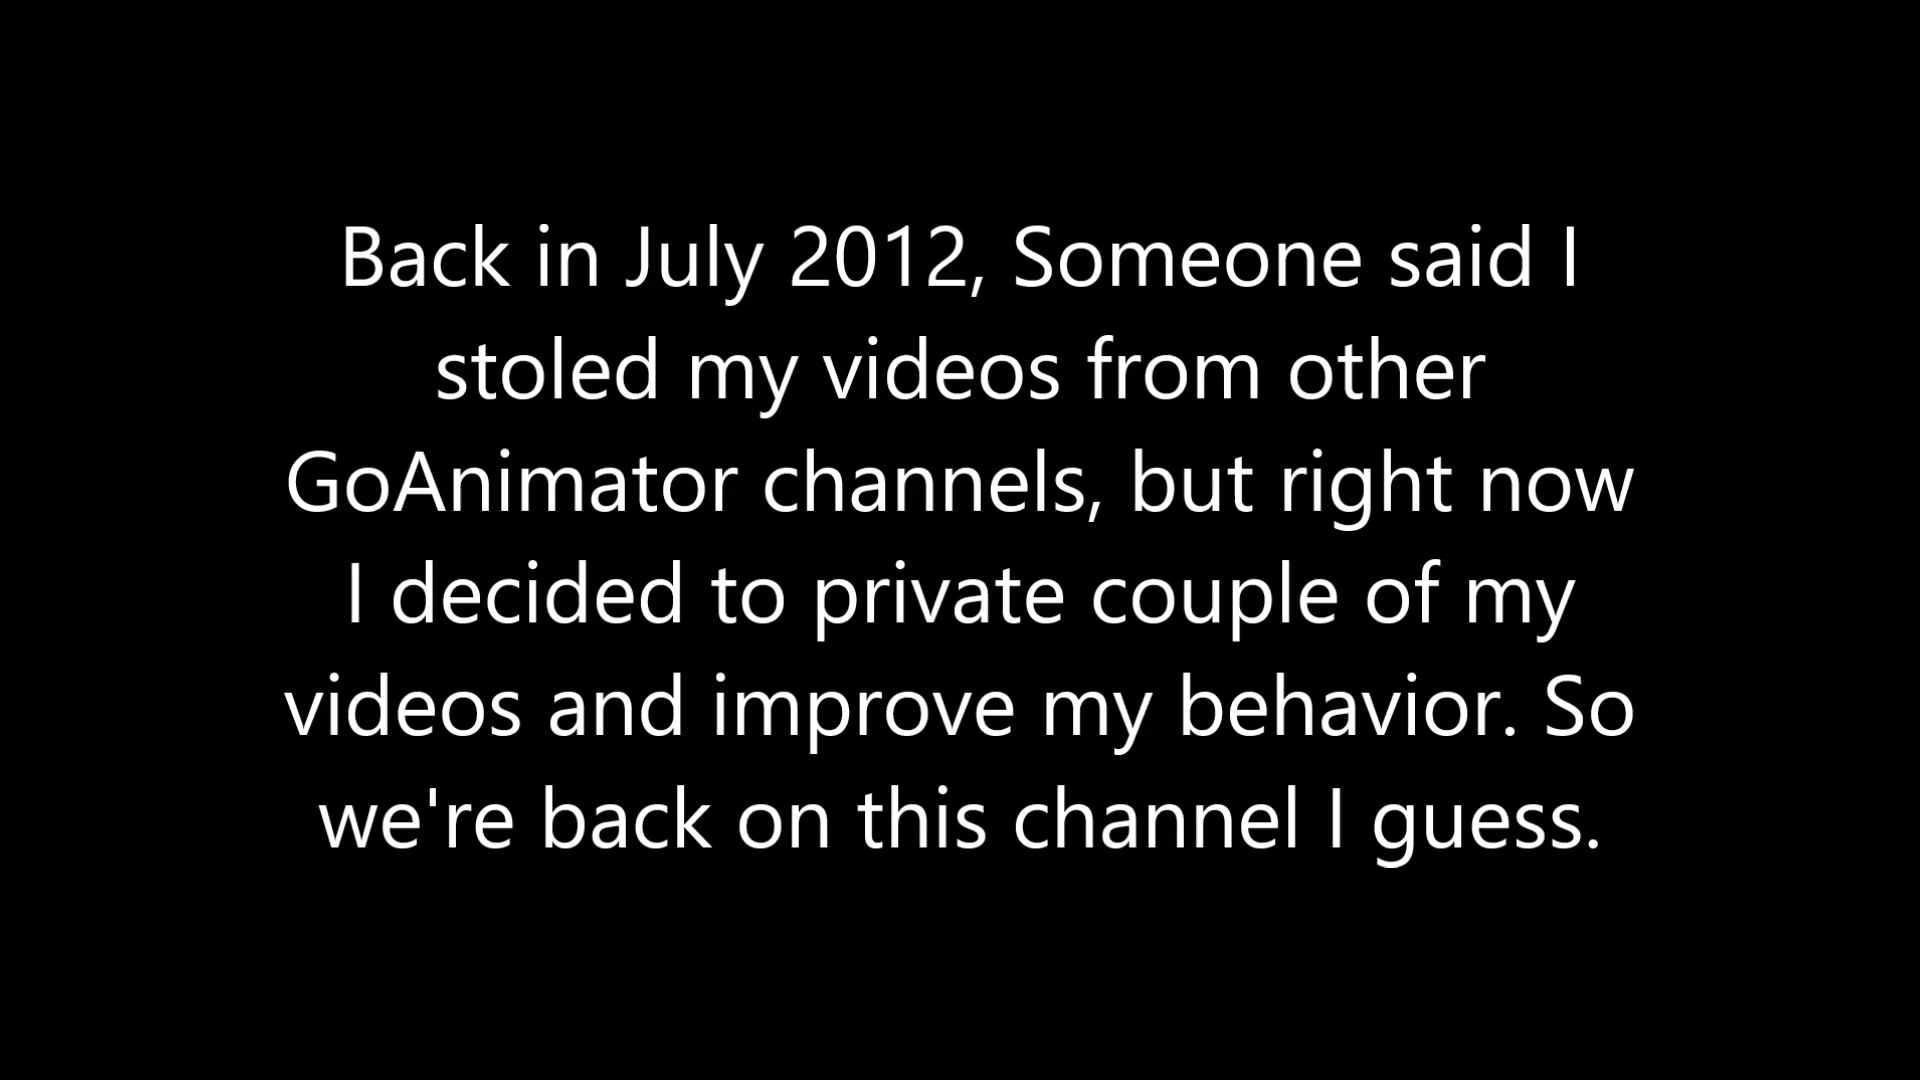 Back in July 2012, Someone said I
stoled my videos from other
GoAnimator channels, but right now
I decided to private couple of my
videos and improve my behavior. So
we're back on this channel I guess.